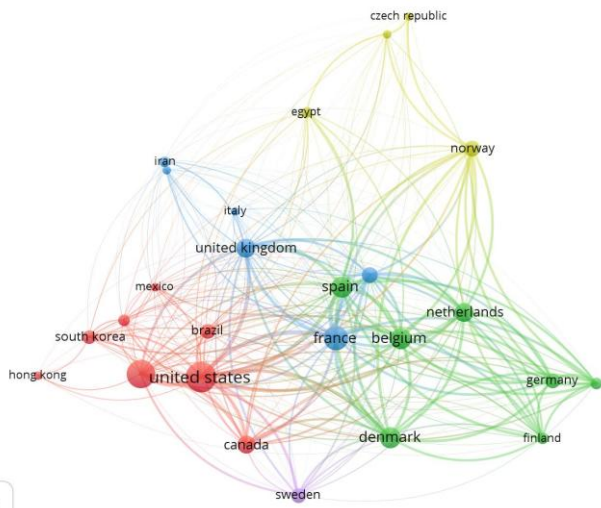 czech republic
egypt
norway
iran
italy
united kingdom
mexico
spain
netherlands
south korea
brazil
france
belgium
hong kong
united states
germany
canada
denmark
finland
sweden